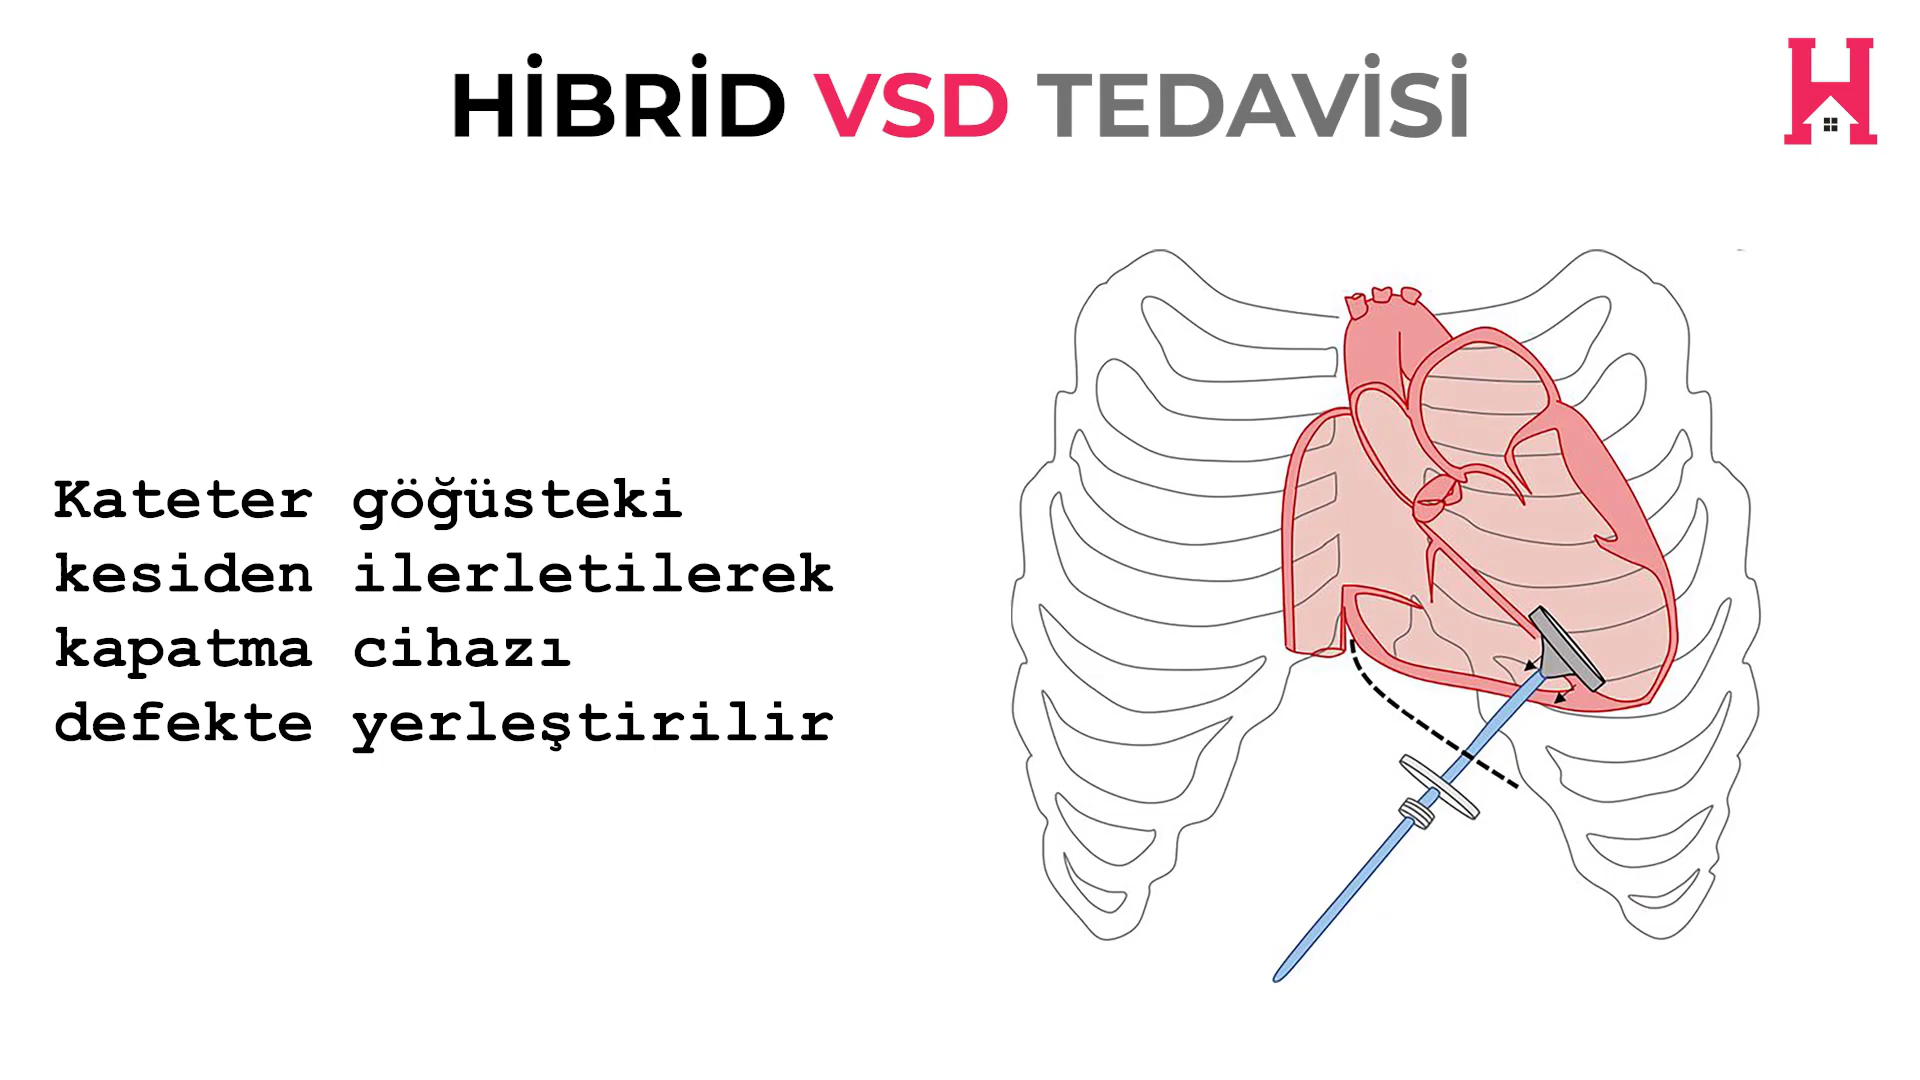 HİBRİD VSD TEDAVİSİ
Kateter göğüsteki
kesiden ilerletilerek
kapatma cihazı
defekte yerleştirilir